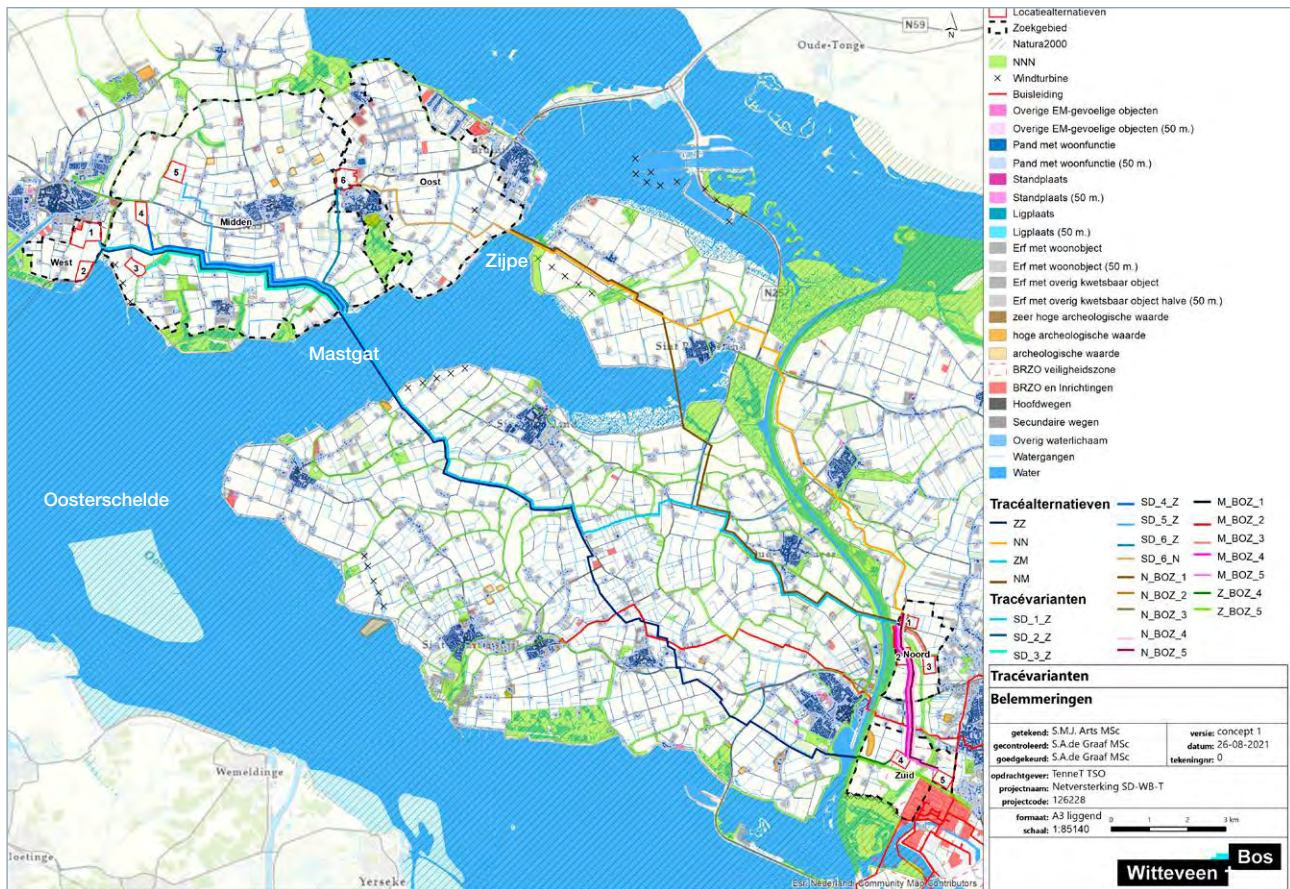 N59
N
Oude-Tonge
5
6
Oost
4
Midden
1
West
2
3
Zijpe
N257
Mastgat
Oosterschelde
1
2
Noord
3
4
Zuid
5
Wemeldinge
Yerseke
Esri Nederland, Community Map Contributors
Locatiealternatieven
Zoekgebied
Natura2000
NNN
Windturbine
Buisleiding
Overige EM-gevoelige objecten
Overige EM-gevoelige objecten (50 m.)
Pand met woonfunctie
Pand met woonfunctie (50 m.)
Standplaats
Standplaats (50 m.)
Ligplaats
Ligplaats (50 m.)
Erf met woonobject
Erf met woonobject (50 m.)
Erf met overig kwetsbaar object
Erf met overig kwetsbaar object halve (50 m.)
zeer hoge archeologische waarde
hoge archeologische waarde
archeologische waarde
BRZO veiligheidszone
BRZO en Inrichtingen
Hoofdwegen
Secundaire wegen
Overig waterlichaam
Watergangen
Water
Tracéalternatieven
ZZ
NN
ZM
NM
Tracévarianten
SD_1_Z
SD_2_Z
SD_3_Z
SD_4_Z
SD_5_Z
SD_6_Z
SD_6_N
N_BOZ_1
N_BOZ_2
N_BOZ_3
N_BOZ_4
N_BOZ_5
M_BOZ_1
M_BOZ_2
M_BOZ_3
M_BOZ_4
M_BOZ_5
Z_BOZ_4
Z_BOZ_5
Tracévarianten
Belemmeringen
getekend: S.M.J. Arts MSc
gecontroleerd: S.A.de Graaf MSc
goedgekeurd: S.A.de Graaf MSc
versie: concept 1
datum: 26-08-2021
tekeningnr: 0
opdrachtgever: TenneT TSO
projectnaam: Netversterking SD-WB-T
projectcode: 126228
formaat: A3 liggend
schaal: 1:85140
0 1 2 3 km
Witteveen
Bos